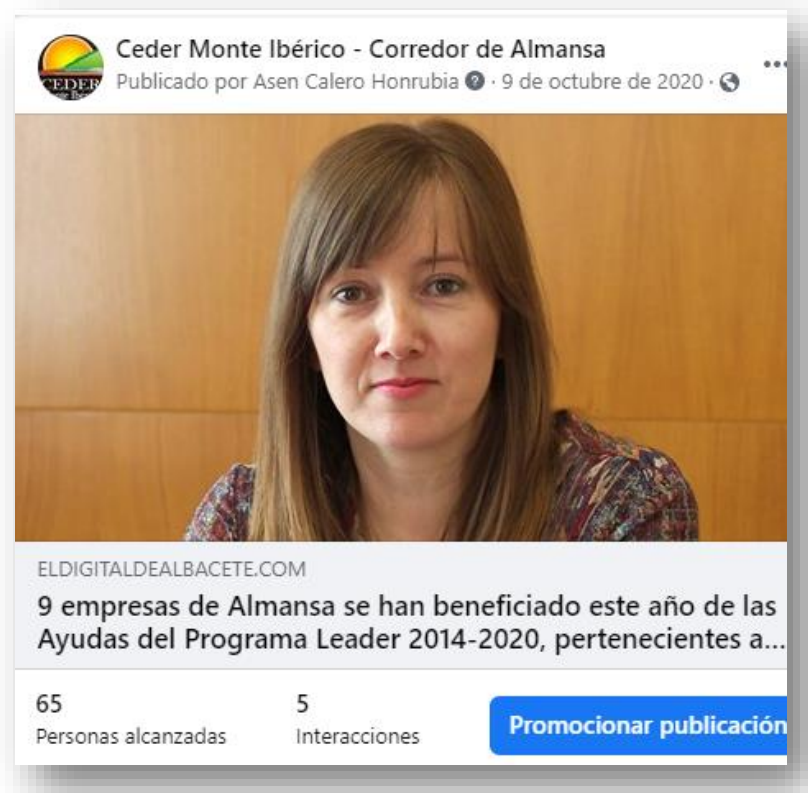 Ceder Monte Ibérico - Corredor de Almansa
Publicado por Asen Calero Honrubia · 9 de octubre de 2020 ·
CEDER
ELDIGITALDEALBACETE.COM
9 empresas de Almansa se han beneficiado este año de las
Ayudas del Programa Leader 2014-2020, pertenecientes a...
65
Personas alcanzadas
5
Interacciones
Promocionar publicación